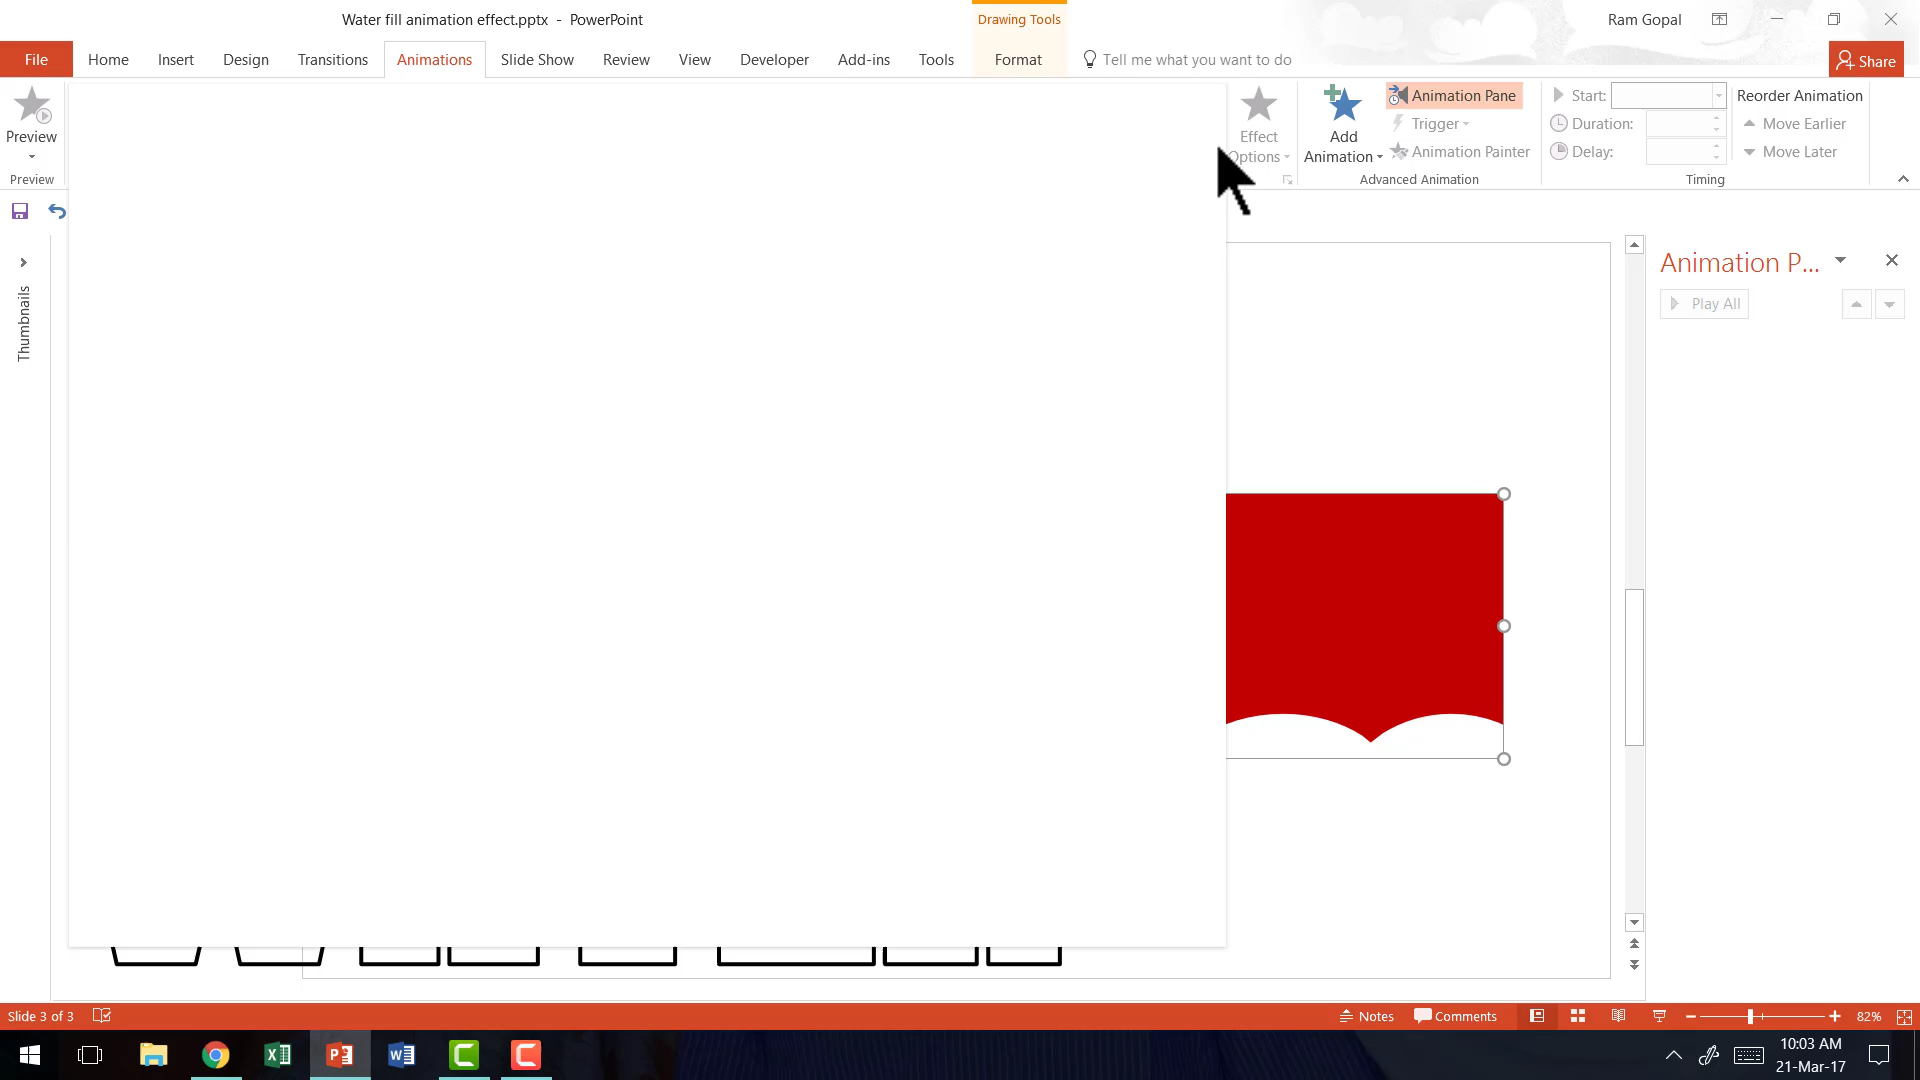 Water fill animation effect.pptx - PowerPoint
Drawing Tools
Ram Gopal
File
Home
Insert
Design
Transitions
Animations
Slide Show
Review
View
Developer
Add-ins
Tools
Format
Tell me what you want to do
Share
Preview
Preview
Effect
Options
Add
Animation
Animation Pane
Trigger
Animation Painter
Advanced Animation
Start:
Duration:
Delay:
Timing
Reorder Animation
Move Earlier
Move Later
Thumbnails
Animation P...
Play All
Slide 3 of 3
Notes
Comments
82%
10:03 AM
21-Mar-17